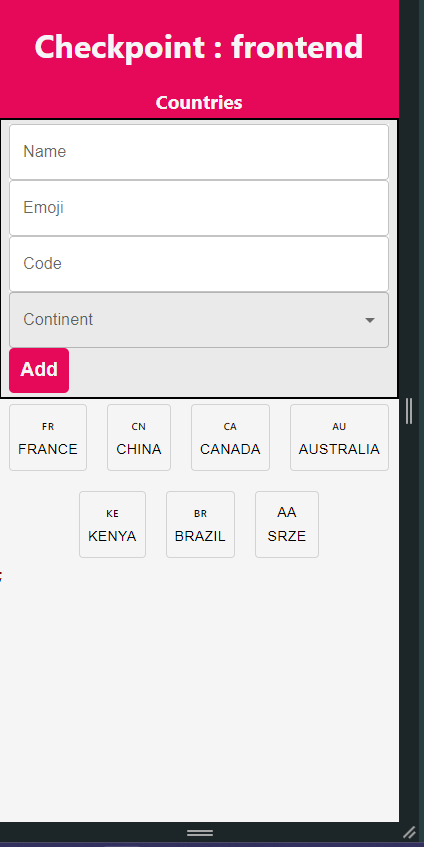 Checkpoint : frontend
Countries
Name
Emoji
Code
Continent
Add
FR CN CA AU
FRANCE CHINA CANADA AUSTRALIA
KE BR AA
KENYA BRAZIL SRZE
;